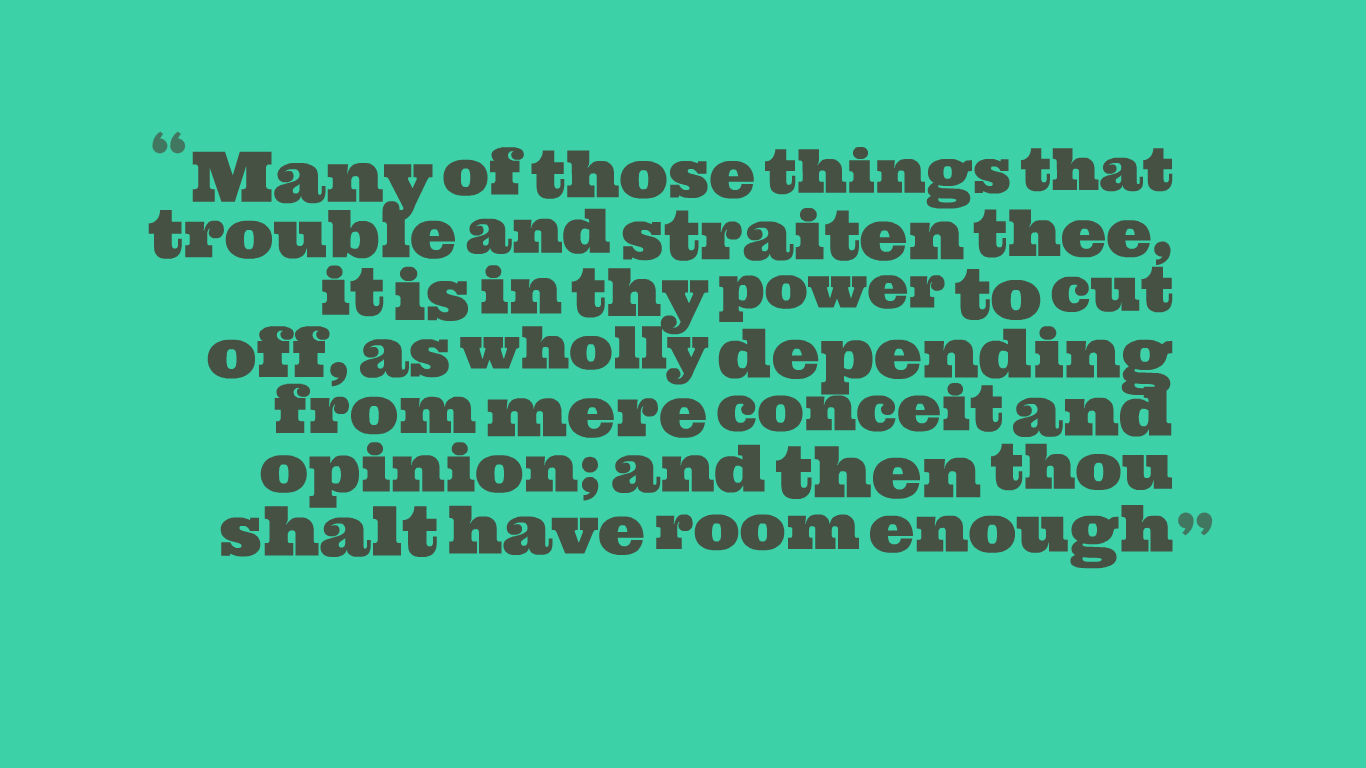 “Many of those things that
trouble and straiten thee,
it is in thy power to cut
off, as wholly depending
from mere conceit and
opinion; and then thou
shalt have room enough”